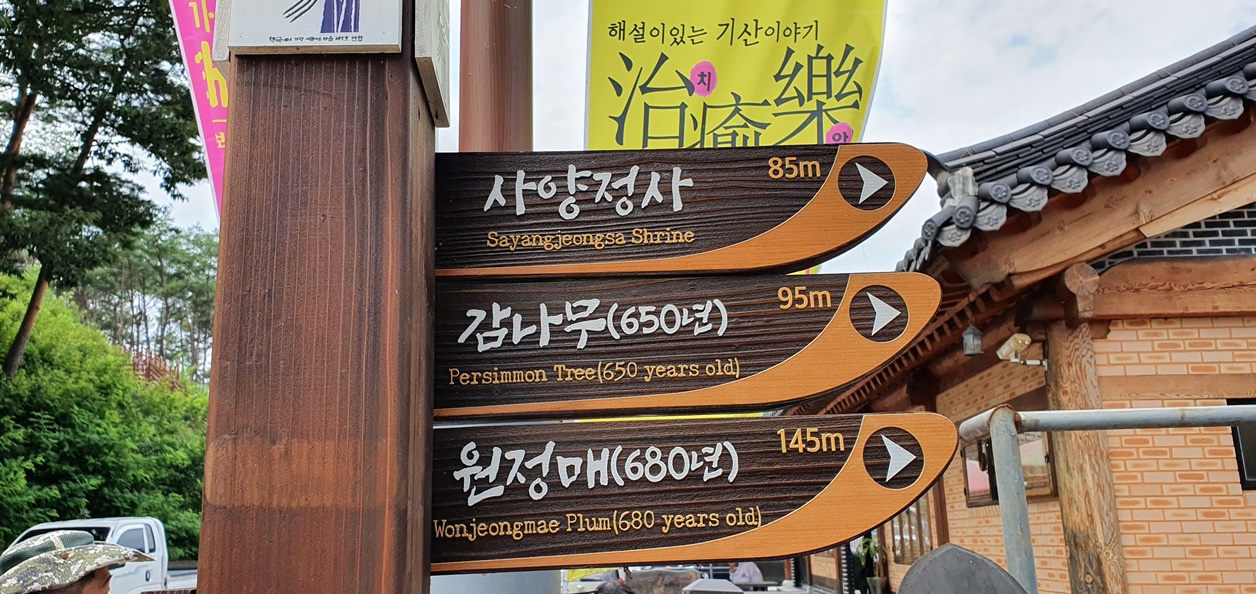 해설이있는 기산이야기
治癒樂
치
사양정사
85m
Sayangjeongsa Shrine
감나무(650년)
95m
Persimmon Tree(650 years old)
원정매(680년)
145m
Wonjeongmae Plum(680 years old)